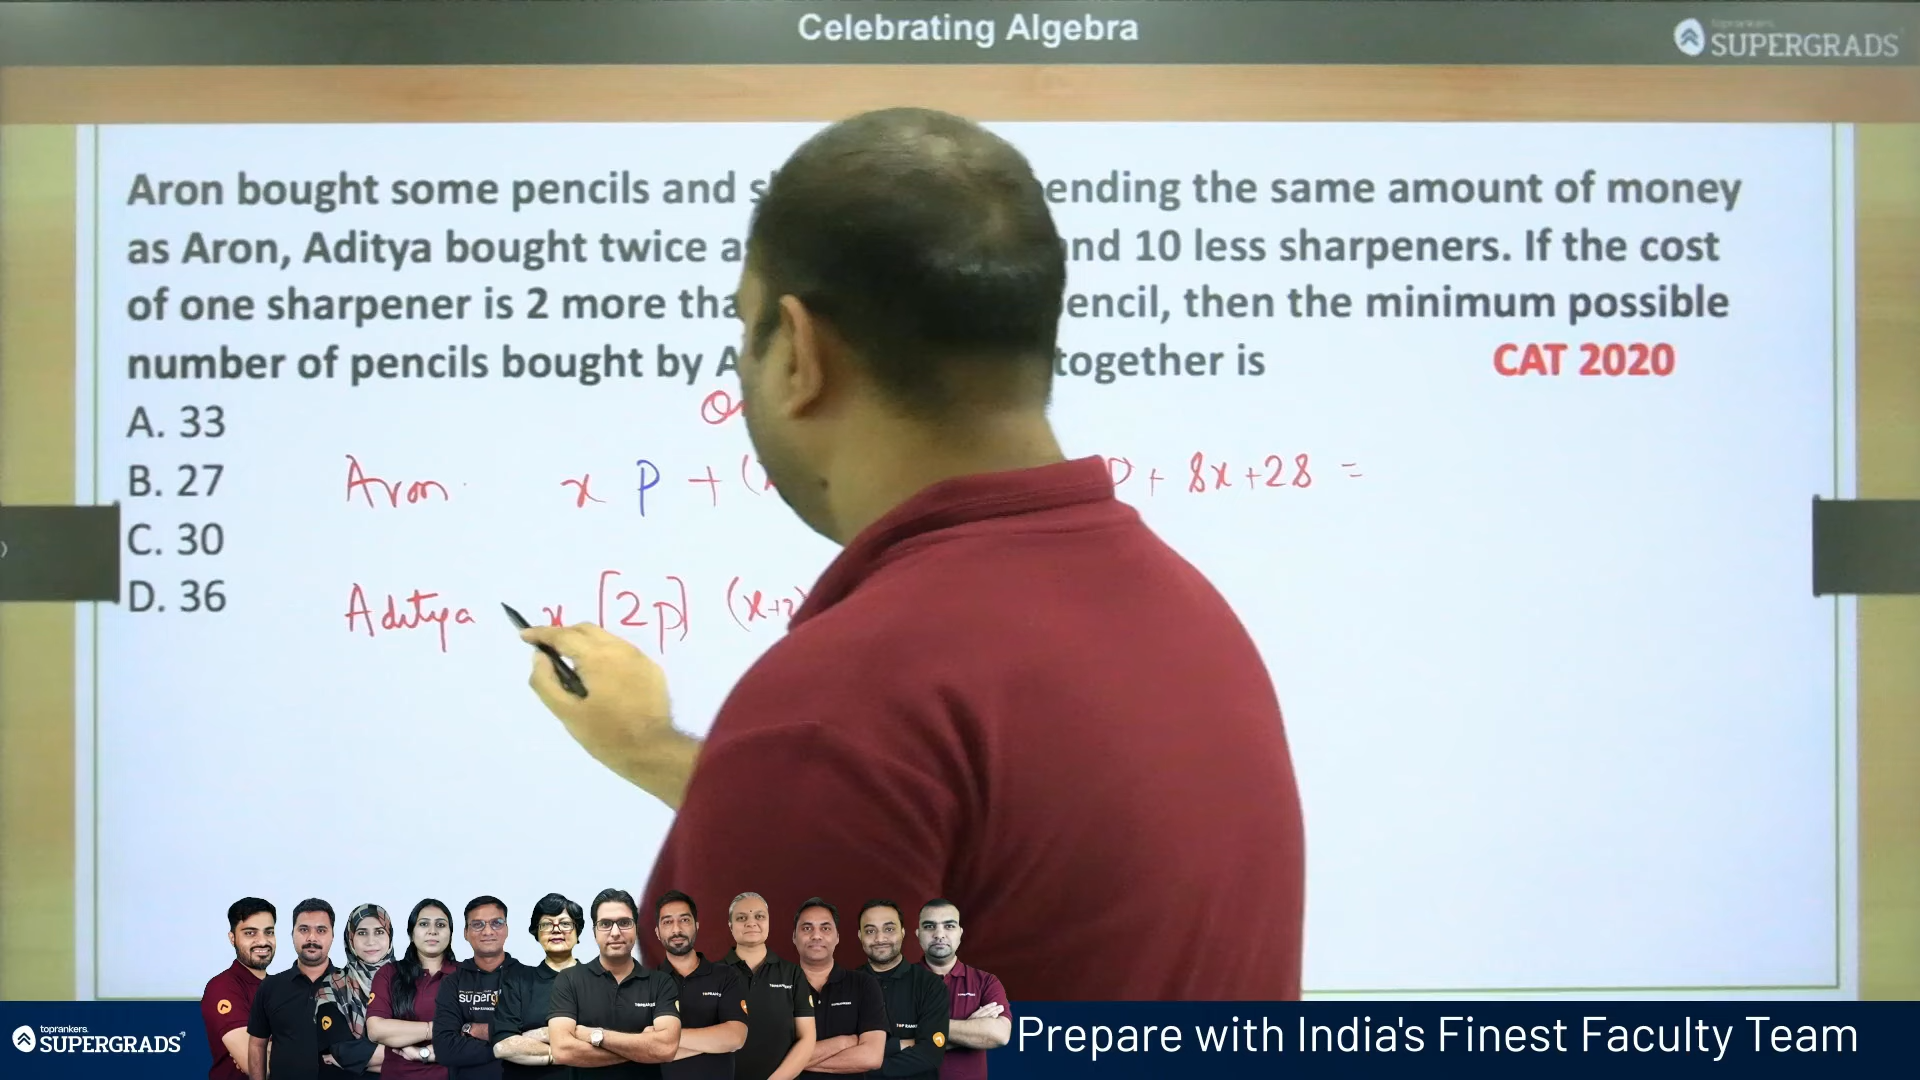 Celebrating Algebra
toprankers.
SUPERGRADS
Aron bought some pencils and ending the same amount of money
as Aron, Aditya bought twice nd 10 less sharpeners. If the cost
of one sharpener is 2 more encil, then the minimum possible
number of pencils bought by together is CAT 2020
A. 33
B. 27
C. 30
D. 36
Aron x p + ( + 8x+28 =
Aditya x [2p] (x+2)
toprankers.
SUPERGRADS
Prepare with India's Finest Faculty Team